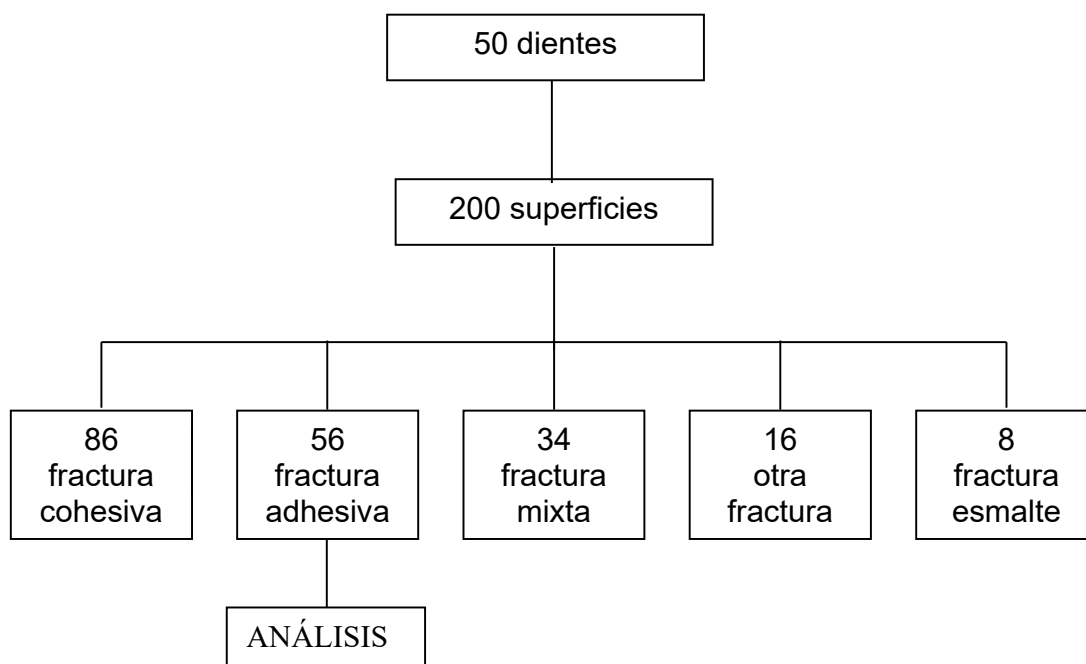 50 dientes
200 superficies
86
fractura
cohesiva
56
fractura
adhesiva
34
fractura
mixta
16
otra
fractura
8
fractura
esmalte
ANÁLISIS